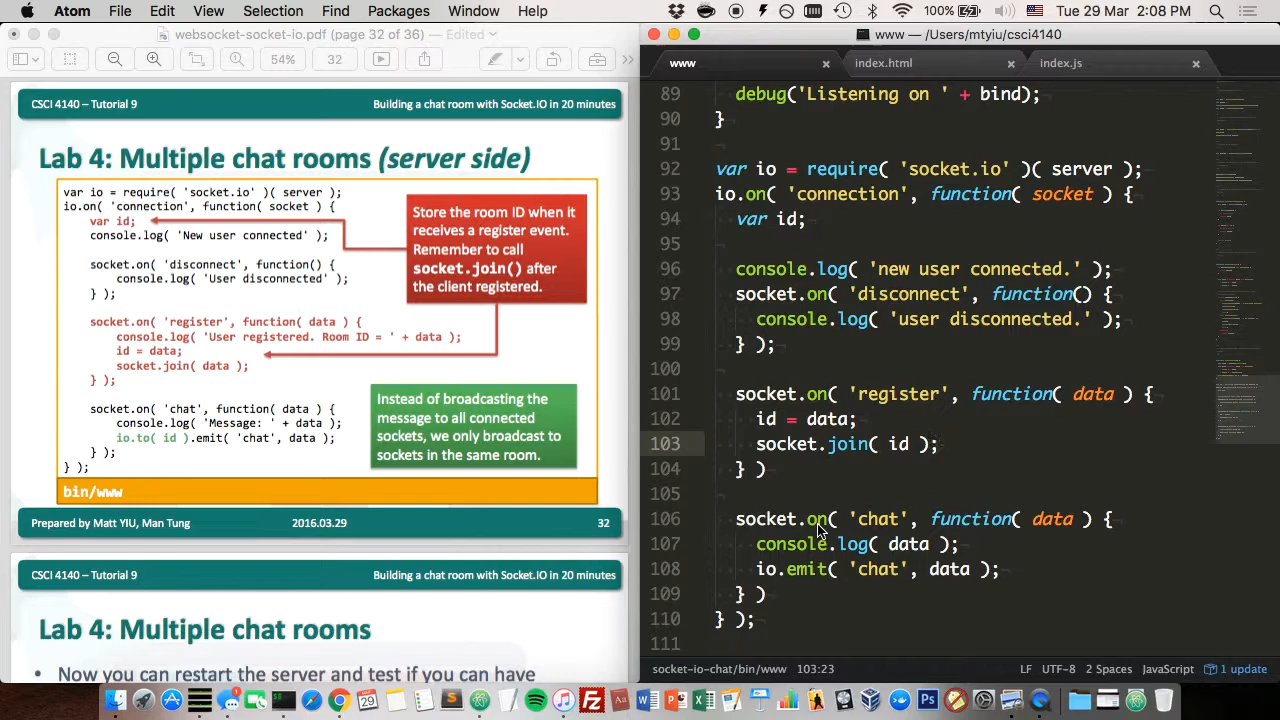 Atom File Edit View Selection Find Packages Window Help 100% Tue 29 Mar 2:08 PM
websocket-socket-io.pdf (page 32 of 36) — Edited
54% 32
CSCI 4140 – Tutorial 9 Building a chat room with Socket.IO in 20 minutes
Lab 4: Multiple chat rooms (server side)
var io = require( 'socket.io' )( server );
io.on( 'connection', function( socket ) {
var id;
console.log( 'New user connected' );
socket.on( 'disconnect', function() {
console.log( 'User disconnected' );
} );
socket.on( 'register', function( data ) {
console.log( 'User registered. Room ID = ' + data );
id = data;
socket.join( data );
} );
socket.on( 'chat', function( data ) {
console.log( 'Message: ' + data );
io.to( id ).emit( 'chat', data );
} );
} );
Store the room ID when it
receives a register event.
Remember to call
socket.join() after
the client registered.
Instead of broadcasting the
message to all connected
sockets, we only broadcast to
sockets in the same room.
bin/www
Prepared by Matt YIU, Man Tung 2016.03.29 32
CSCI 4140 – Tutorial 9 Building a chat room with Socket.IO in 20 minutes
Lab 4: Multiple chat rooms
• Now you can restart the server and test if you can have
www — /Users/mtyiu/csci4140
www index.html index.js
89 debug('Listening on ' + bind);
90 }
91
92 var io = require( 'socket.io' )( server );
93 io.on( 'connection', function( socket ) {
94 var id;
95
96 console.log( 'new user connected.' );
97 socket.on( 'disconnect', function() {
98 console.log( 'user disconnected.' );
99 } );
100
101 socket.on( 'register', function( data ) {
102 id = data;
103 socket.join( id );
104 } )
105
106 socket.on( 'chat', function( data ) {
107 console.log( data );
108 io.emit( 'chat', data );
109 } )
110 } );
111
socket-io-chat/bin/www 103:23 LF UTF-8 2 Spaces JavaScript 1 update